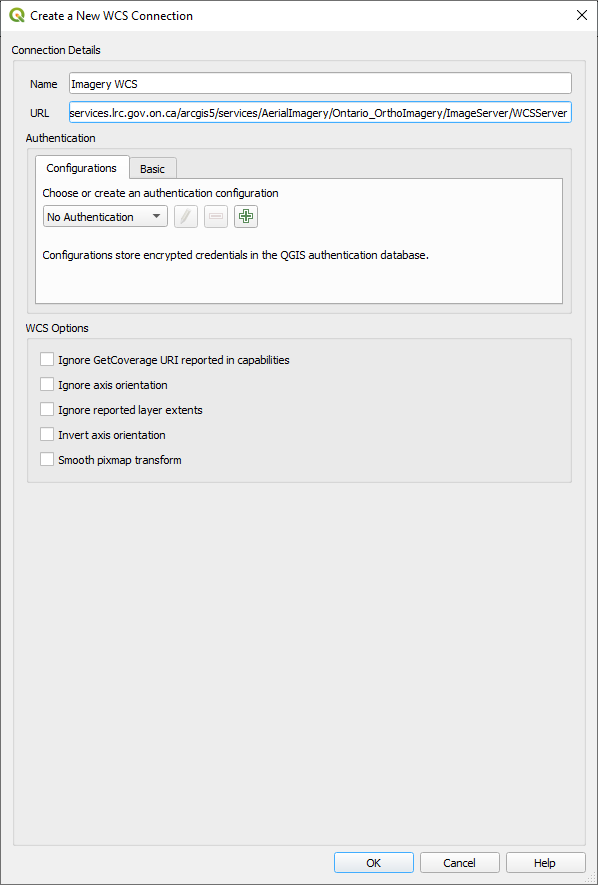 Create a New WCS Connection
Connection Details
Name Imagery WCS
URL services.lrc.gov.on.ca/arcgis5/services/AerialImagery/Ontario_OrthoImagery/ImageServer/WCSServer
Authentication
Configurations Basic
Choose or create an authentication configuration
No Authentication
Configurations store encrypted credentials in the QGIS authentication database.
WCS Options
Ignore GetCoverage URI reported in capabilities
Ignore axis orientation
Ignore reported layer extents
Invert axis orientation
Smooth pixmap transform
OK Cancel Help